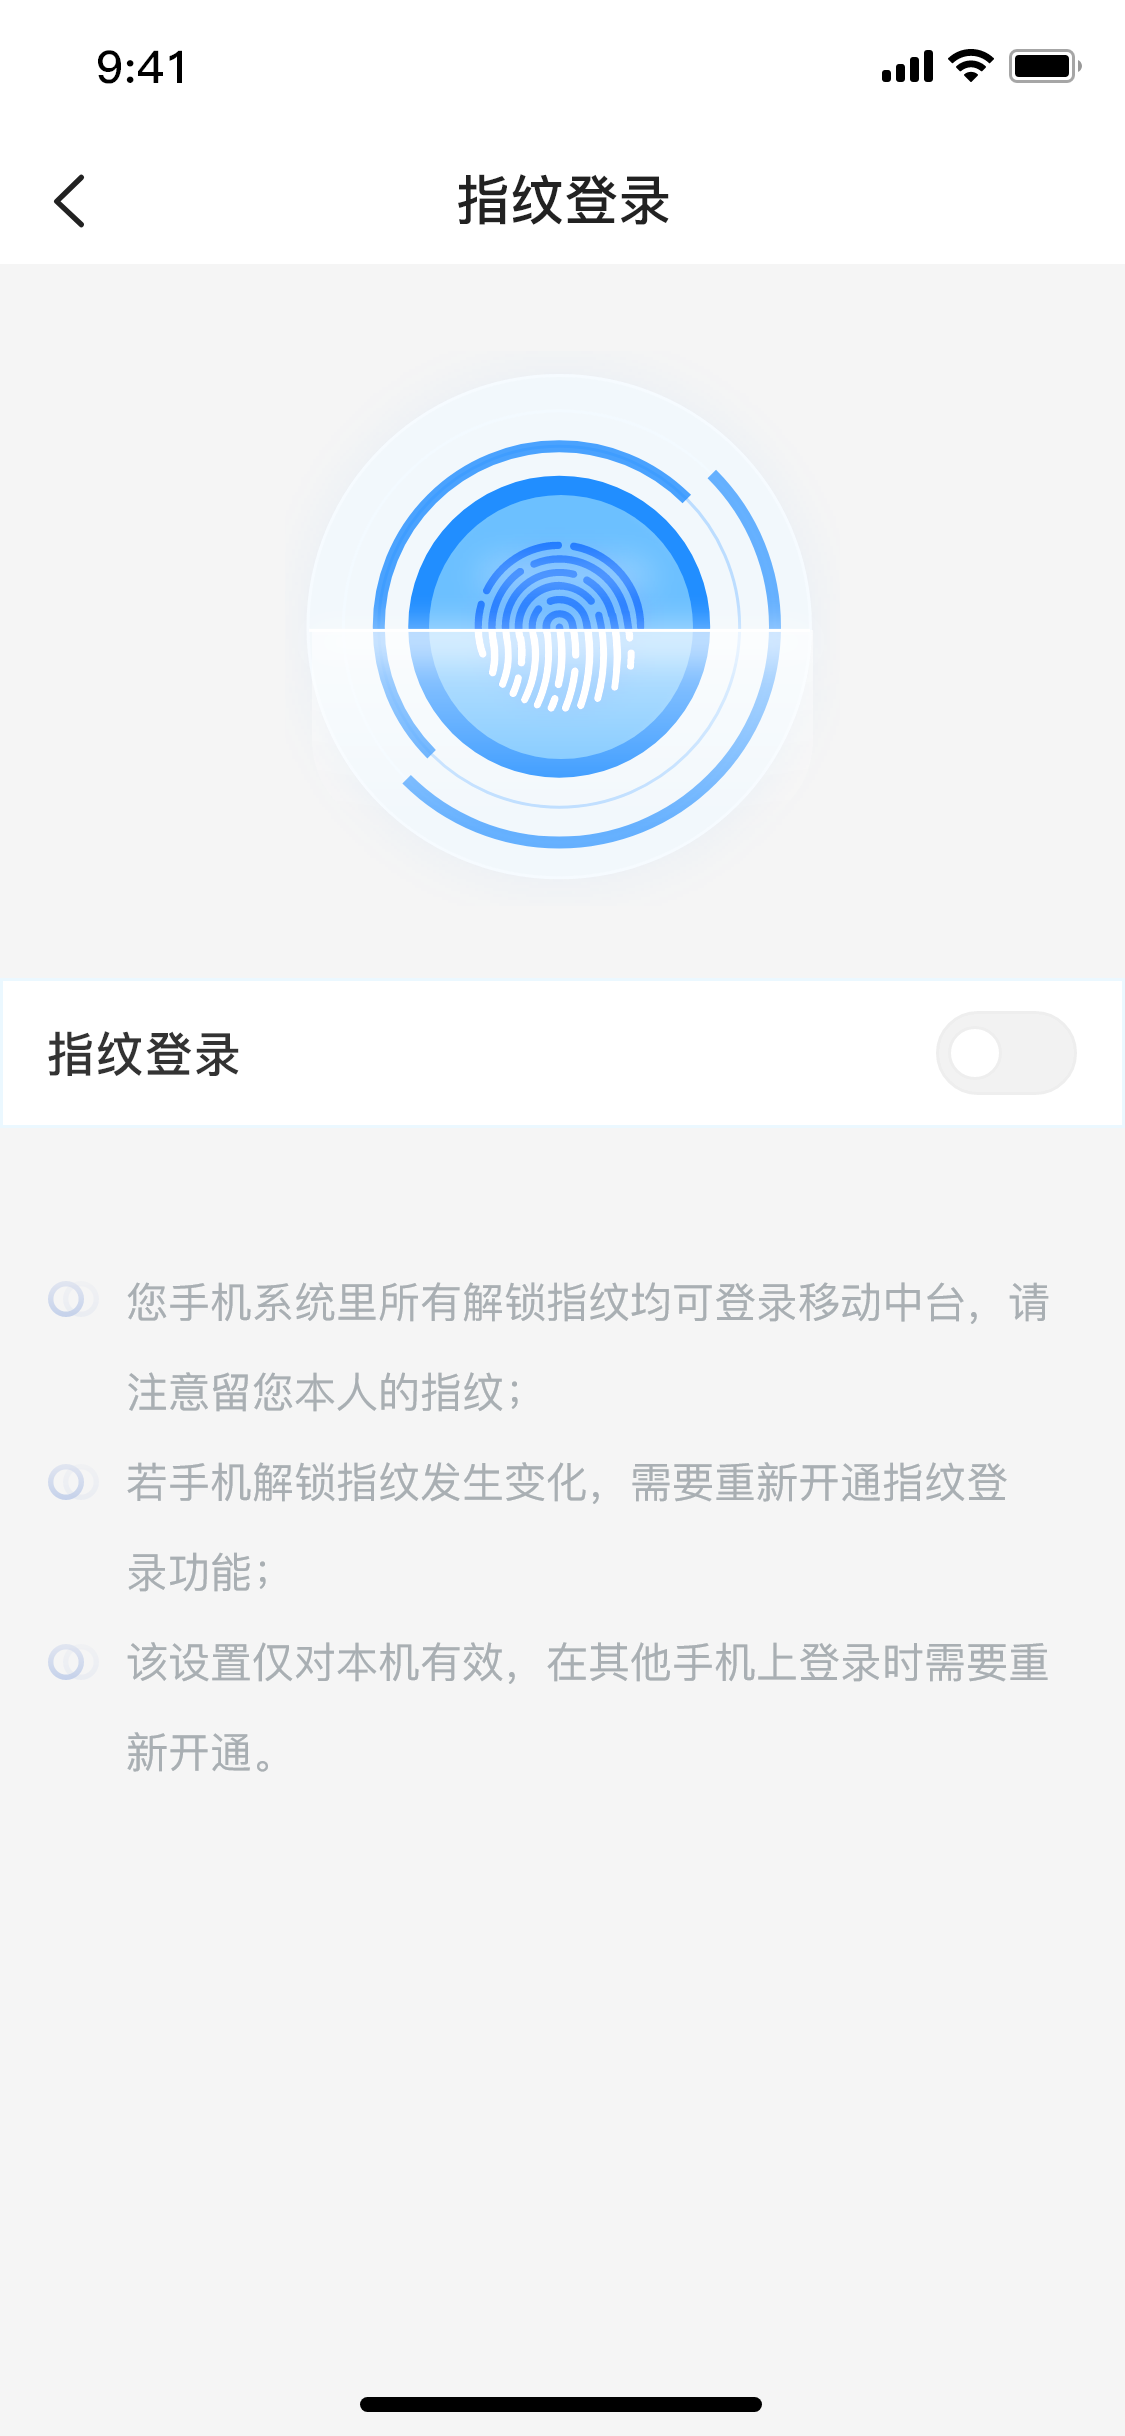 9:41
指纹登录
指纹登录
您手机系统里所有解锁指纹均可登录移动中台，请
注意留您本人的指纹；
若手机解锁指纹发生变化，需要重新开通指纹登
录功能；
该设置仅对本机有效，在其他手机上登录时需要重
新开通。